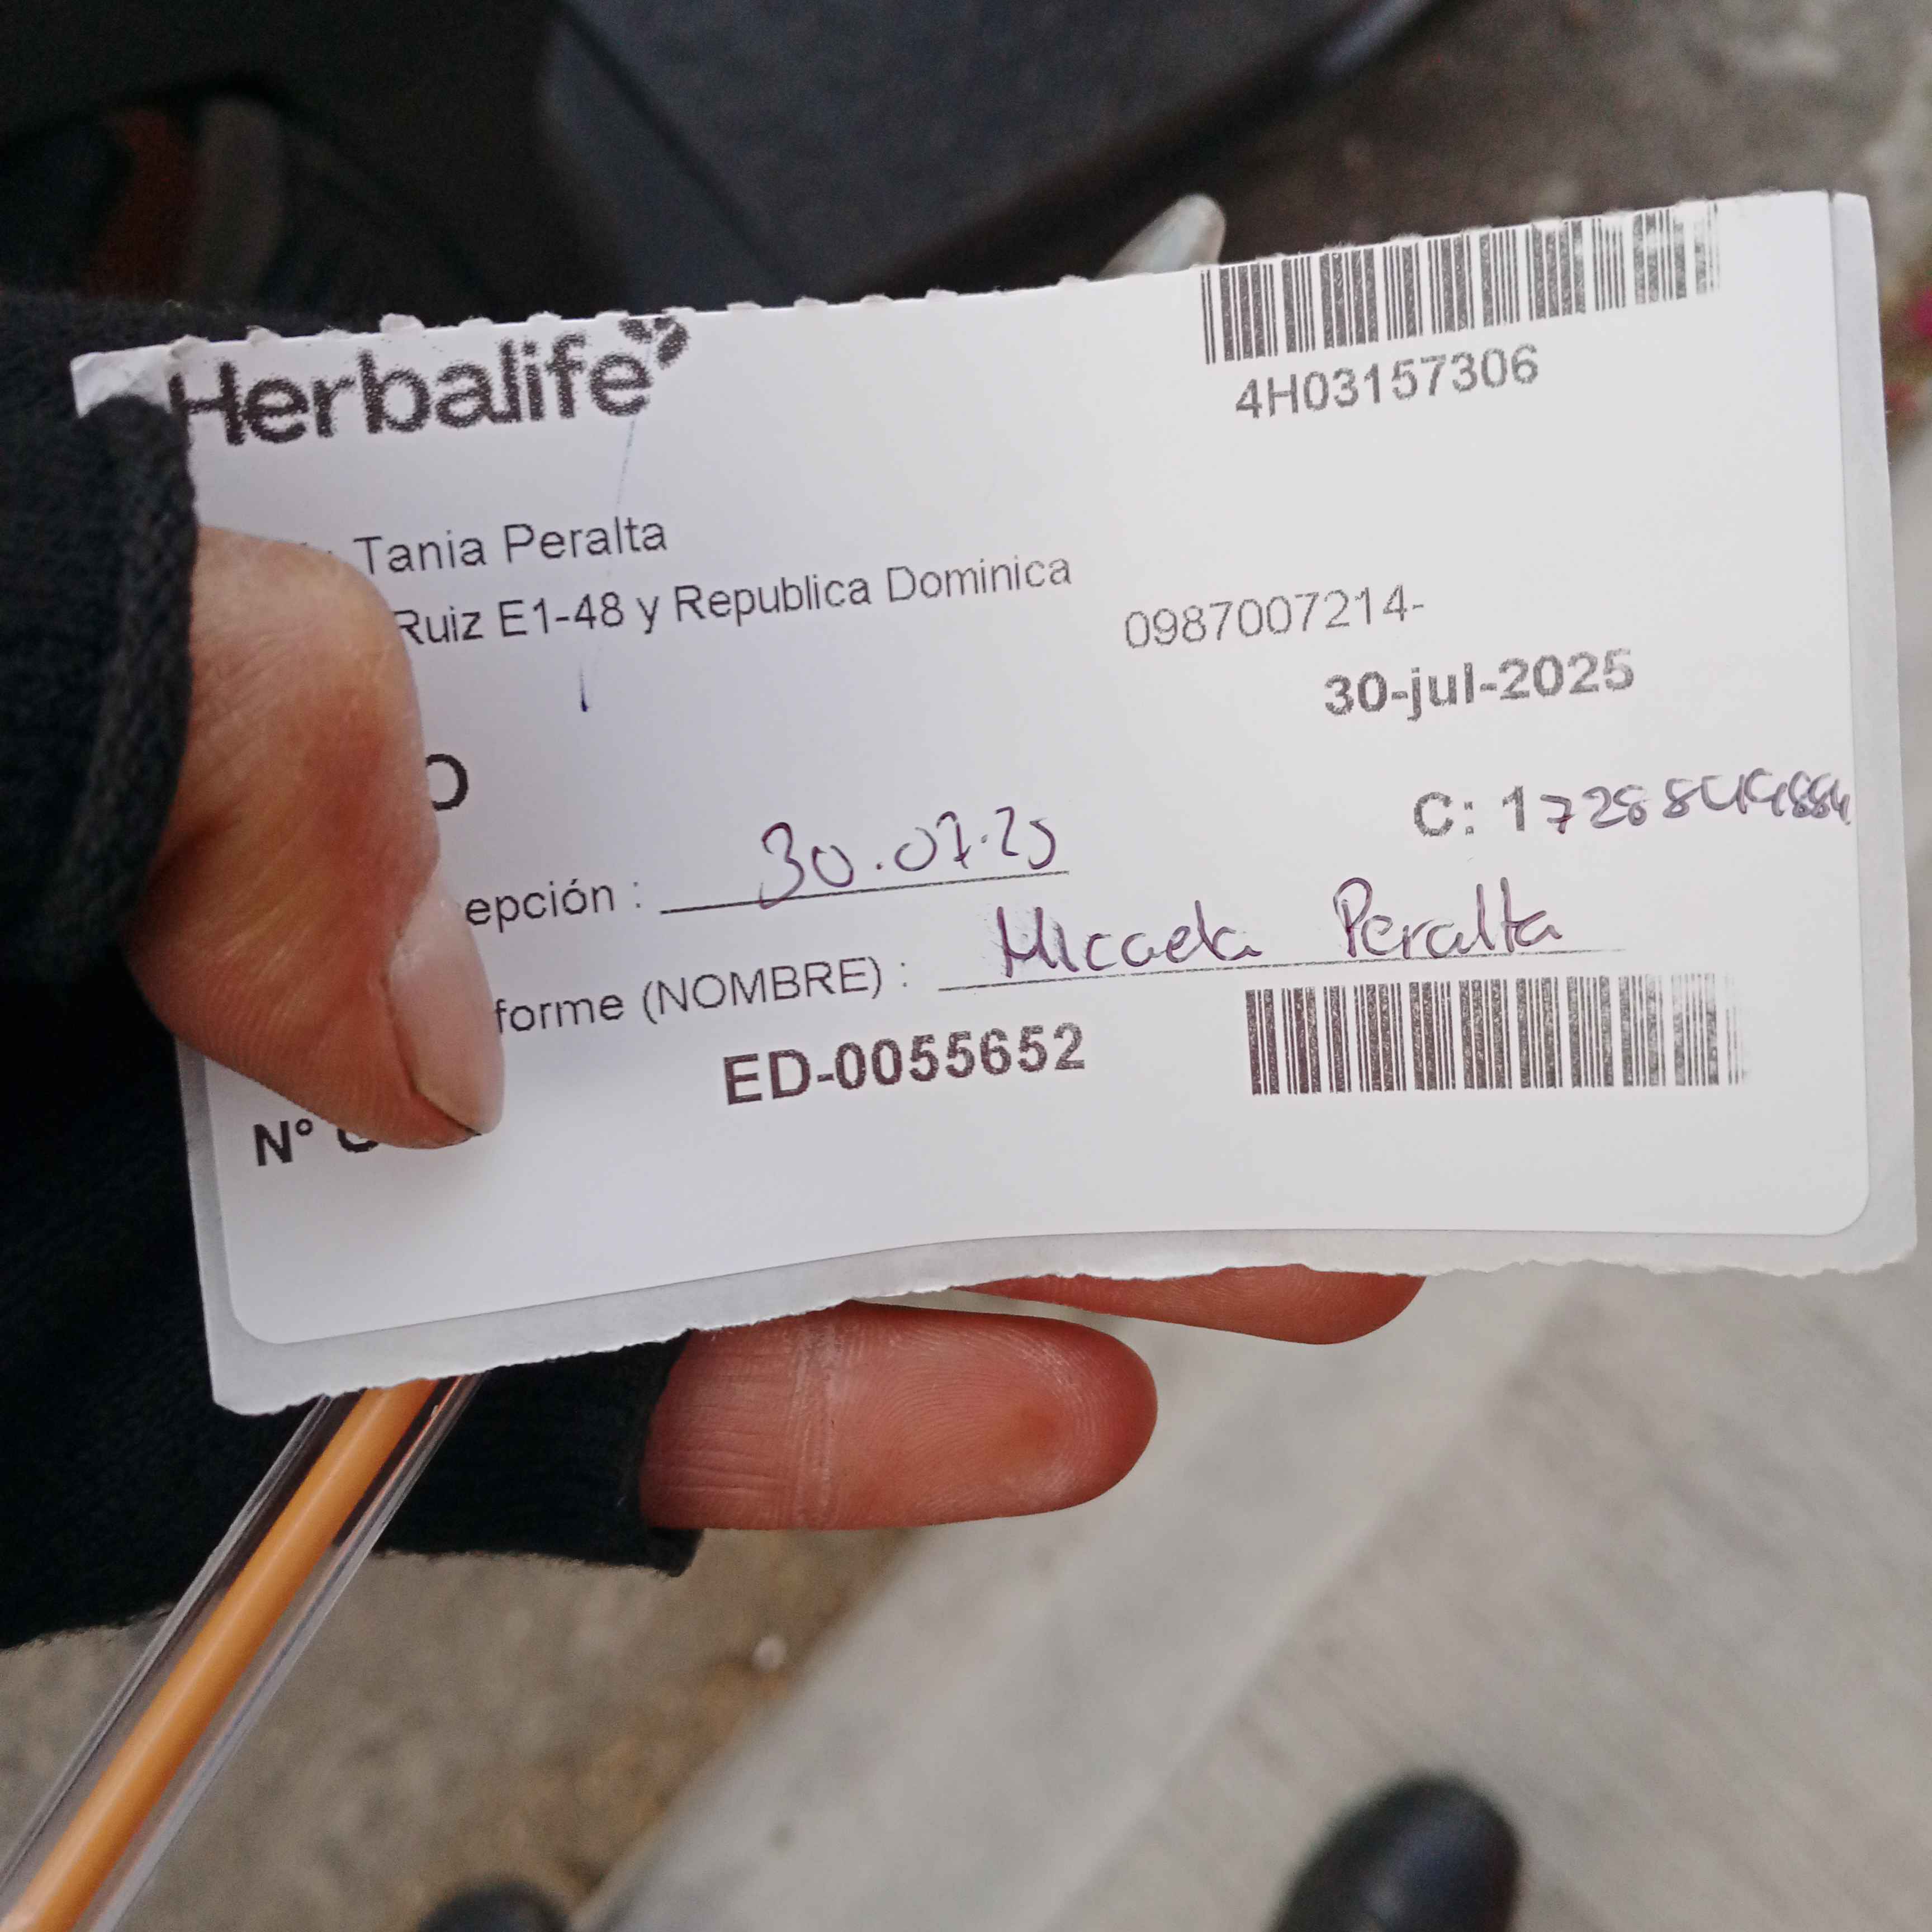 Herbalife
4H03157306
Tania Peralta
Ruiz E1-48 y Republica Dominica
0987007214-
30-jul-2025
O
C: 1728849884
epción : 30.07.25
forme (NOMBRE) : Micaela Peralta
ED-0055652
N°